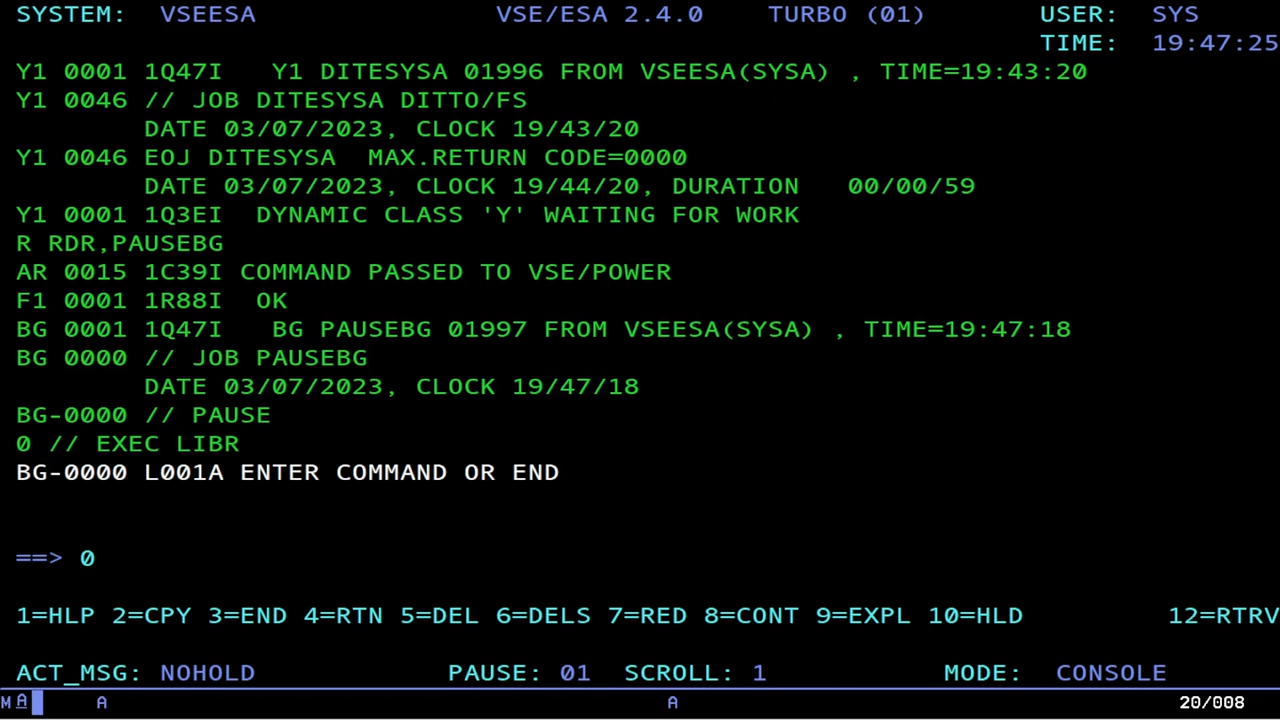 SYSTEM: VSEESA VSE/ESA 2.4.0 TURBO (01) USER: SYS
TIME: 19:47:25
Y1 0001 1Q47I Y1 DITESYSA 01996 FROM VSEESA(SYSA) , TIME=19:43:20
Y1 0046 // JOB DITESYSA DITTO/FS
DATE 03/07/2023, CLOCK 19/43/20
Y1 0046 EOJ DITESYSA MAX.RETURN CODE=0000
DATE 03/07/2023, CLOCK 19/44/20, DURATION 00/00/59
Y1 0001 1Q3EI DYNAMIC CLASS 'Y' WAITING FOR WORK
R RDR,PAUSEBG
AR 0015 1C39I COMMAND PASSED TO VSE/POWER
F1 0001 1R88I OK
BG 0001 1Q47I BG PAUSEBG 01997 FROM VSEESA(SYSA) , TIME=19:47:18
BG 0000 // JOB PAUSEBG
DATE 03/07/2023, CLOCK 19/47/18
BG-0000 // PAUSE
0 // EXEC LIBR
BG-0000 L001A ENTER COMMAND OR END
==> 0
1=HLP 2=CPY 3=END 4=RTN 5=DEL 6=DELS 7=RED 8=CONT 9=EXPL 10=HLD 12=RTRV
ACT_MSG: NOHOLD PAUSE: 01 SCROLL: 1 MODE: CONSOLE
M A A A 20/008